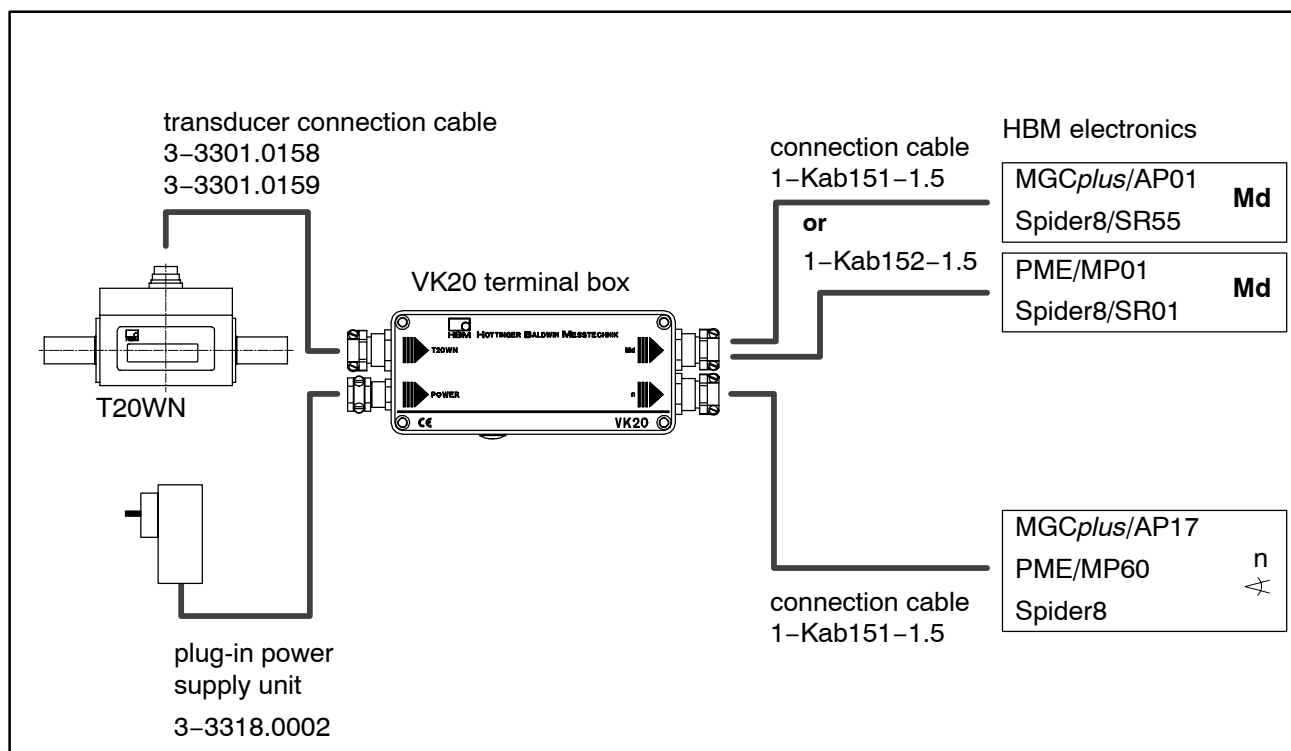 transducer connection cable
3−3301.0158
3−3301.0159
T20WN
plug-in power
supply unit
3−3318.0002
VK20 terminal box
HBM HOTTINGER BALDWIN MESSTECHNIK
T20WN
Md
POWER
n
CE
VK20
connection cable
1−Kab151−1.5
or
1−Kab152−1.5
connection cable
1−Kab151−1.5
HBM electronics
MGCplus/AP01
Md
Spider8/SR55
PME/MP01
Md
Spider8/SR01
MGCplus/AP17
PME/MP60
n
Spider8